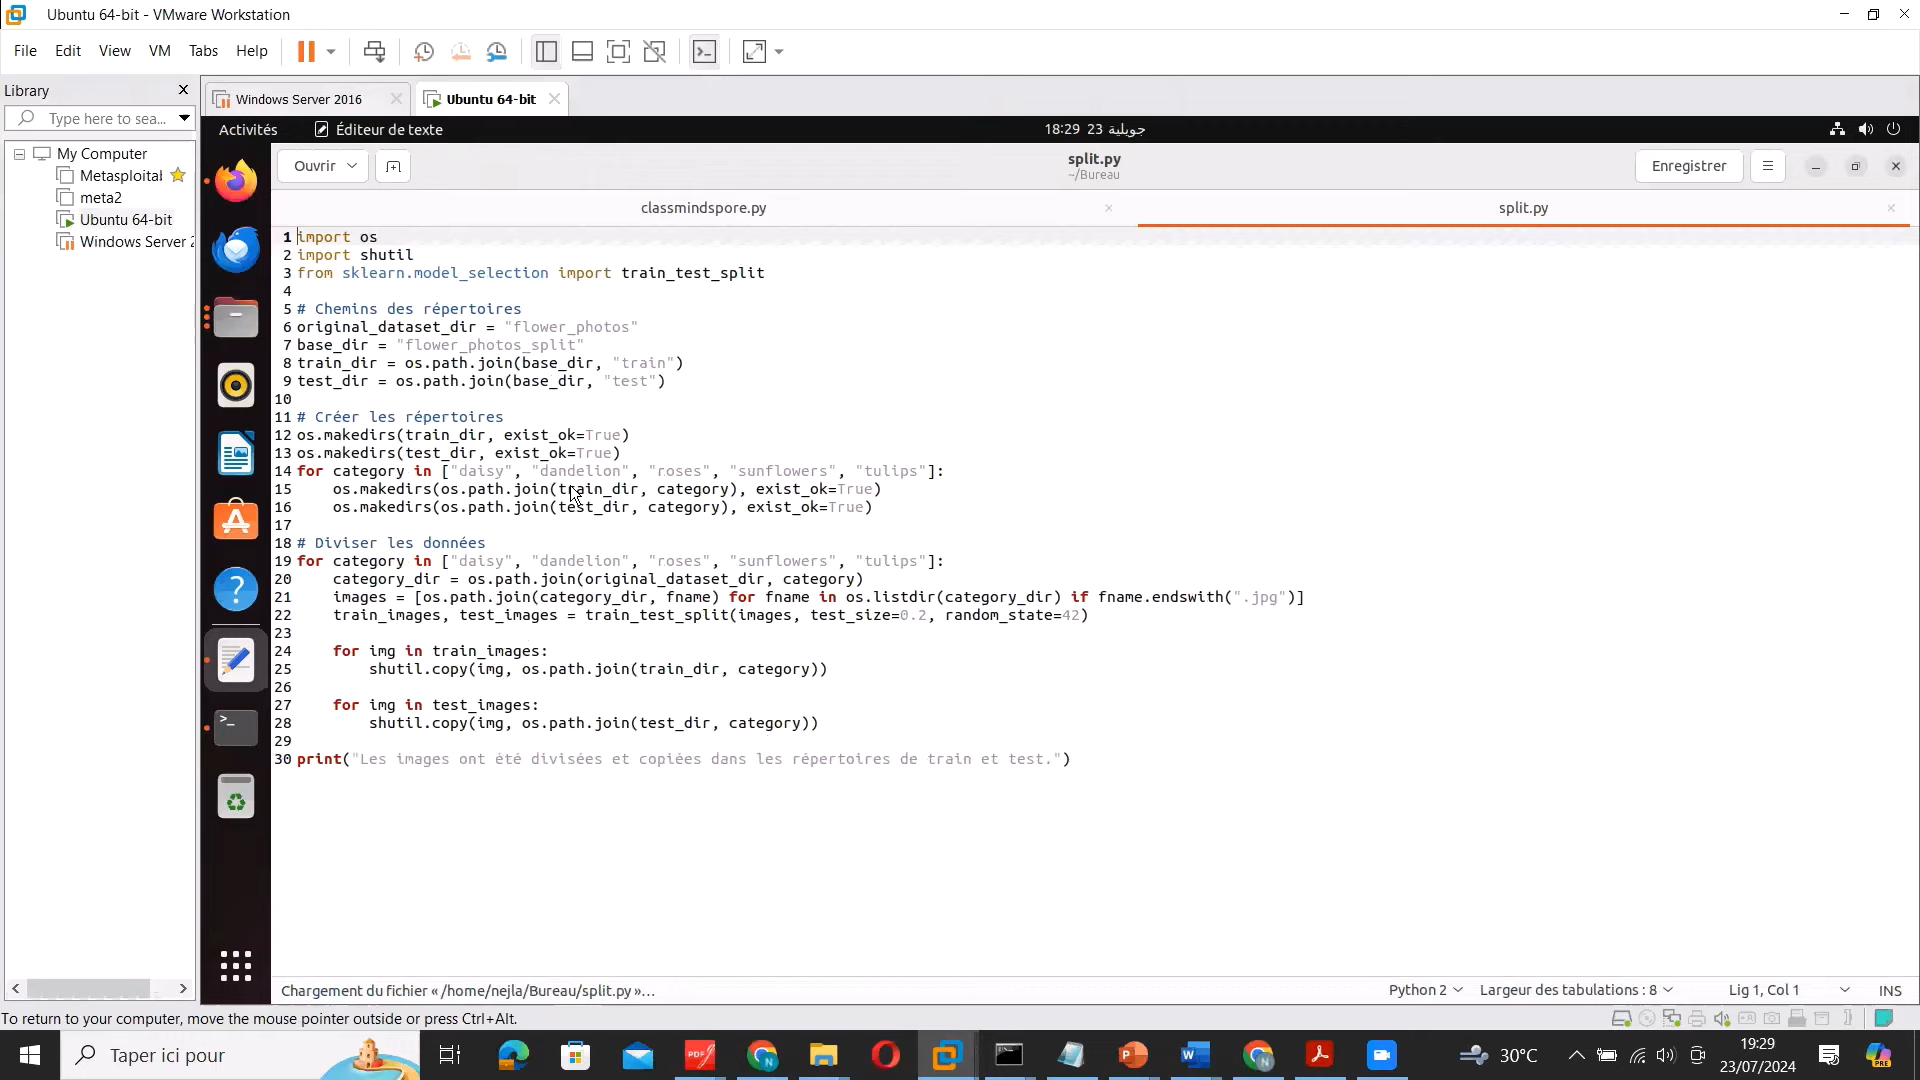 Ubuntu 64-bit - VMware Workstation
File Edit View VM Tabs Help
Library
Type here to sea...
My Computer
Metasploital
meta2
Ubuntu 64-bit
Windows Server 2
Windows Server 2016
Ubuntu 64-bit
Activités
Éditeur de texte
18:29 23 جويلية
Ouvrir
split.py
~/Bureau
Enregistrer
classmindspore.py
split.py
1 import os
2 import shutil
3 from sklearn.model_selection import train_test_split
4
5 # Chemins des répertoires
6 original_dataset_dir = "flower_photos"
7 base_dir = "flower_photos_split"
8 train_dir = os.path.join(base_dir, "train")
9 test_dir = os.path.join(base_dir, "test")
10
11 # Créer les répertoires
12 os.makedirs(train_dir, exist_ok=True)
13 os.makedirs(test_dir, exist_ok=True)
14 for category in ["daisy", "dandelion", "roses", "sunflowers", "tulips"]:
15     os.makedirs(os.path.join(train_dir, category), exist_ok=True)
16     os.makedirs(os.path.join(test_dir, category), exist_ok=True)
17
18 # Diviser les données
19 for category in ["daisy", "dandelion", "roses", "sunflowers", "tulips"]:
20     category_dir = os.path.join(original_dataset_dir, category)
21     images = [os.path.join(category_dir, fname) for fname in os.listdir(category_dir) if fname.endswith(".jpg")]
22     train_images, test_images = train_test_split(images, test_size=0.2, random_state=42)
23
24     for img in train_images:
25         shutil.copy(img, os.path.join(train_dir, category))
26
27     for img in test_images:
28         shutil.copy(img, os.path.join(test_dir, category))
29
30 print("Les images ont été divisées et copiées dans les répertoires de train et test.")
Chargement du fichier « /home/nejla/Bureau/split.py »...
Python 2
Largeur des tabulations : 8
Lig 1, Col 1
INS
To return to your computer, move the mouse pointer outside or press Ctrl+Alt.
Taper ici pour
30°C
19:29
23/07/2024